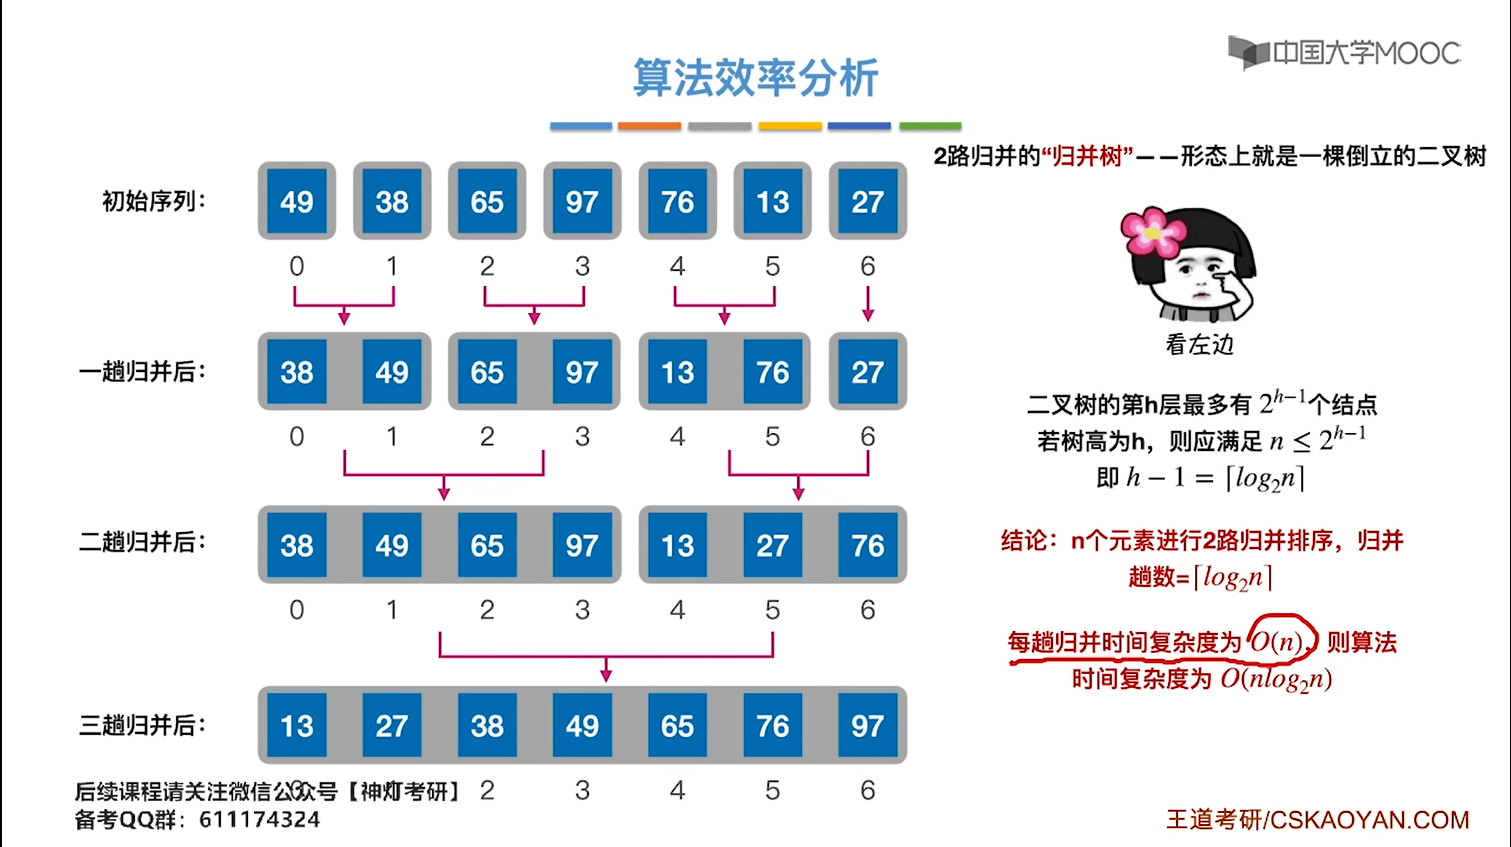 中国大学MOOC
算法效率分析
2路归并的“归并树”——形态上就是一棵倒立的二叉树
初始序列：
49 38 65 97 76 13 27
0 1 2 3 4 5 6
看左边
一趟归并后：
38 49 65 97 13 76 27
0 1 2 3 4 5 6
二叉树的第h层最多有 2^{h−1}个结点
若树高为h，则应满足 n ≤ 2^{h−1}
即 h − 1 = ⌈log₂n⌉
二趟归并后：
38 49 65 97 13 27 76
0 1 2 3 4 5 6
结论：n个元素进行2路归并排序，归并
趟数=⌈log₂n⌉
每趟归并时间复杂度为 O(n)，则算法
时间复杂度为 O(nlog₂n)
三趟归并后：
13 27 38 49 65 76 97
0 1 2 3 4 5 6
后续课程请关注微信公众号【神灯考研】
备考QQ群：611174324
王道考研/CSKAOYAN.COM